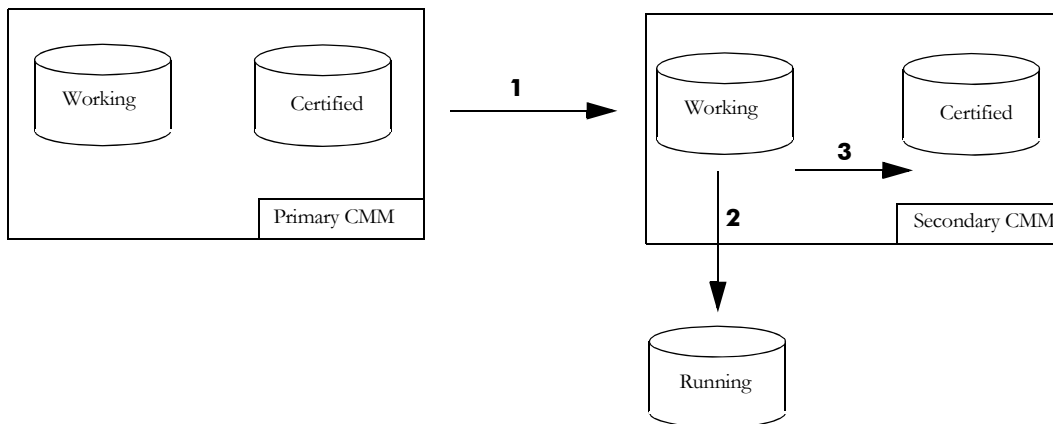 Working
Certified
Primary CMM
1
Working
Certified
3
2
Secondary CMM
Running